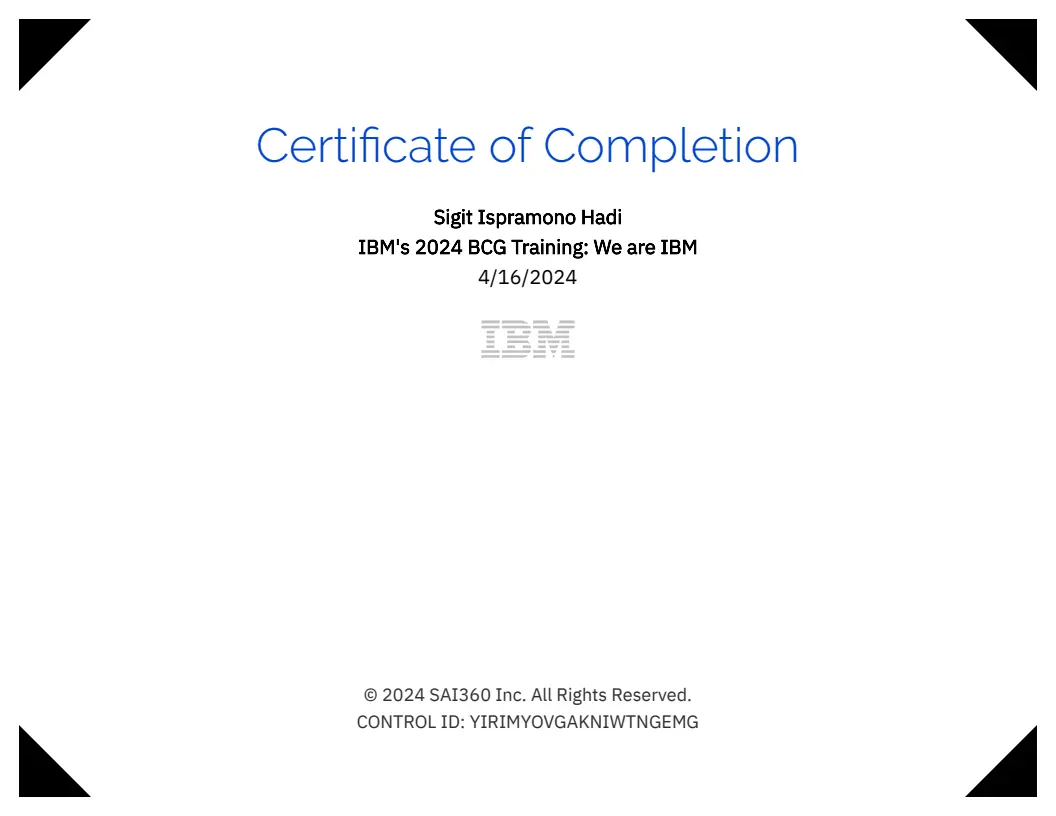 Certificate of Completion
Sigit Ispramono Hadi
IBM's 2024 BCG Training: We are IBM
4/16/2024
IBM
© 2024 SAI360 Inc. All Rights Reserved.
CONTROL ID: YIRIMYOVGAKNIWTNGEMG